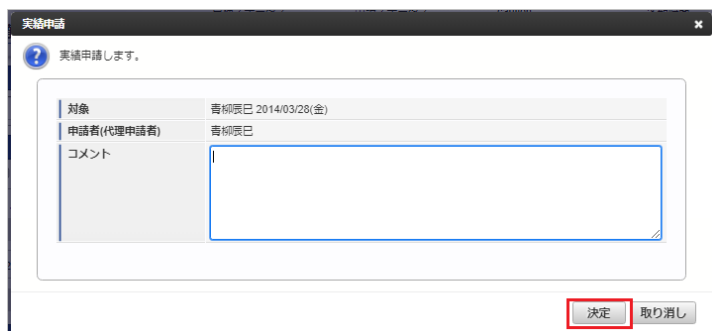 実績申請
実績申請します。
対象 青柳辰巳 2014/03/28(金)
申請者(代理申請者) 青柳辰巳
コメント
決定 取り消し